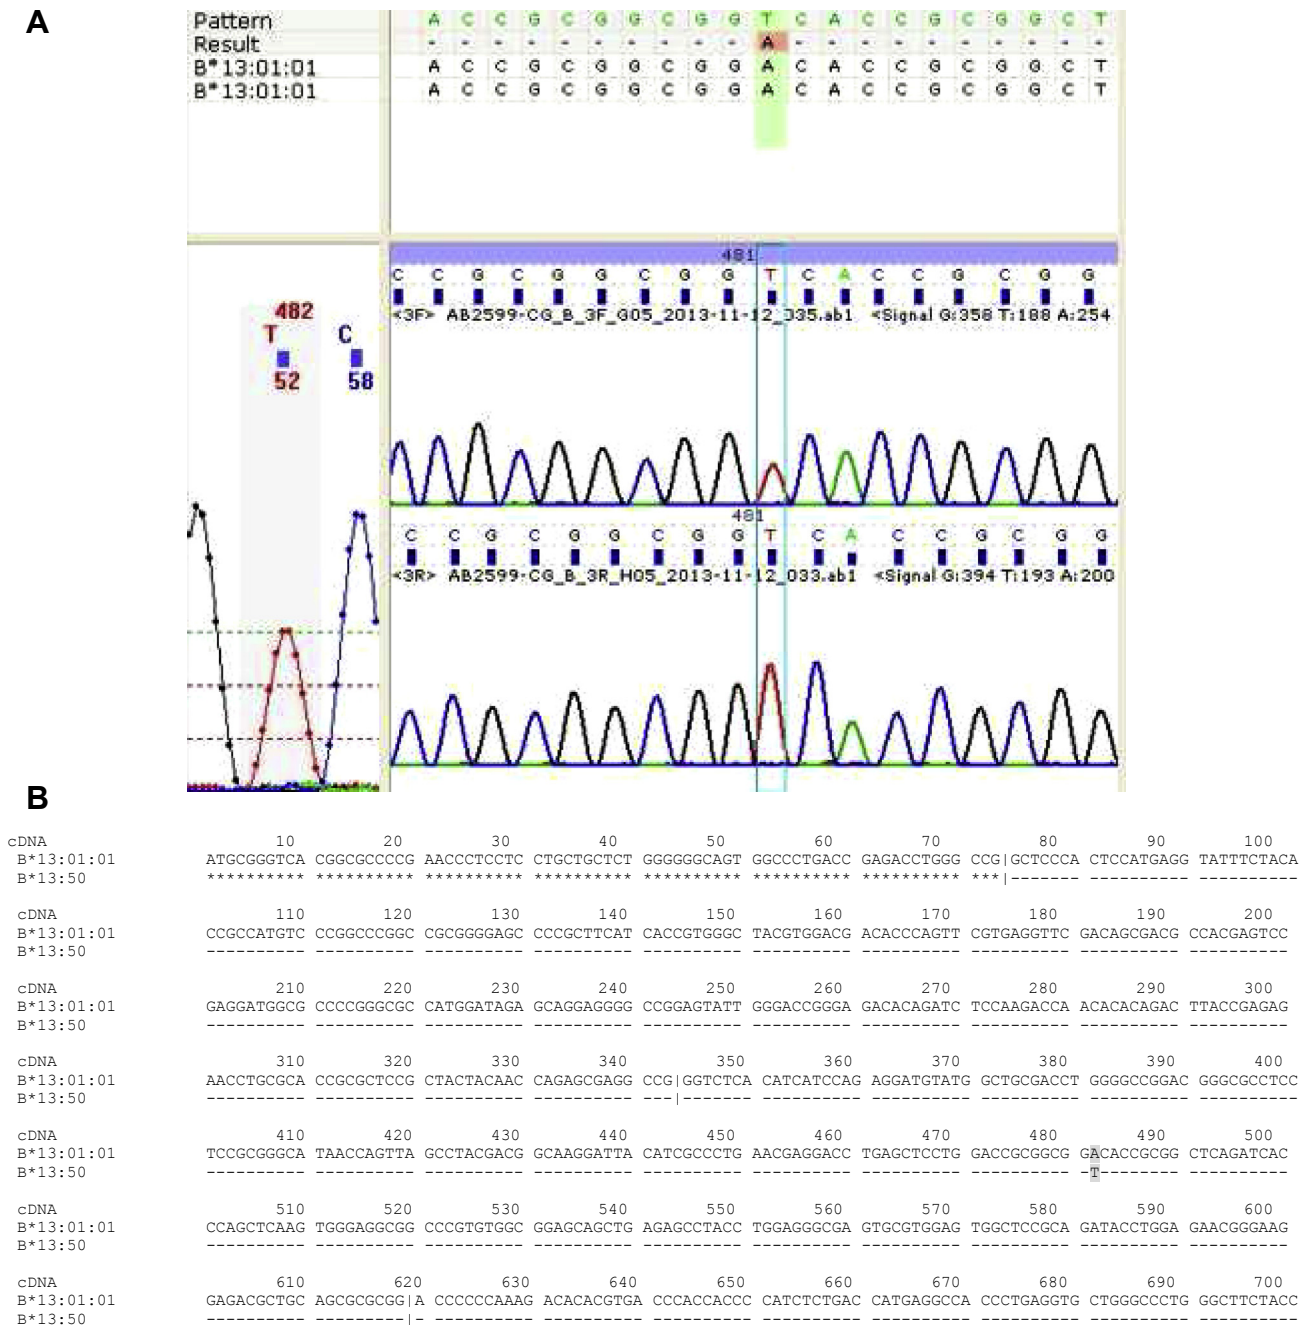 A
Pattern A C C G C G G C G G T C A C C G C G G C T
Result - - - - - - - - - - A - - - - - - - - - -
B*13:01:01 A C C G C G G C G G A C A C C G C G G C T
B*13:01:01 A C C G C G G C G G A C A C C G C G G C T
481
C C G C G G C G G T C A C C G C G G
<3F> AB2599-CG_B_3F_G05_2013-11-12_035.ab1 <Signal G:358 T:188 A:254
482
T C
52 58
481
C C G C G G C G G T C A C C G C G G
<3R> AB2599-CG_B_3R_H05_2013-11-12_033.ab1 <Signal G:394 T:193 A:200
B
cDNA 10 20 30 40 50 60 70 80 90 100
B*13:01:01 ATGCGGGTCA CGGCGCCCCG AACCCTCCTC CTGCTGCTCT GGGGGGCAGT GGCCCTGACC GAGACCTGGG CCG|GCTCCCA CTCCATGAGG TATTTCTACA
B*13:50 ********** ********** ********** ********** ********** ********** ********** ***|------- ---------- ----------
cDNA 110 120 130 140 150 160 170 180 190 200
B*13:01:01 CCGCCATGTC CCGGCCCGGC CGCGGGGAGC CCCGCTTCAT CACCGTGGGC TACGTGGACG ACACCCAGTT CGTGAGGTTC GACAGCGACG CCACGAGTCC
B*13:50 ---------- ---------- ---------- ---------- ---------- ---------- ---------- ---------- ---------- ----------
cDNA 210 220 230 240 250 260 270 280 290 300
B*13:01:01 GAGGATGGCG CCCCGGGCGC CATGGATAGA GCAGGAGGGG CCGGAGTATT GGGACCGGGA GACACAGATC TCCAAGACCA ACACACAGAC TTACCGAGAG
B*13:50 ---------- ---------- ---------- ---------- ---------- ---------- ---------- ---------- ---------- ----------
cDNA 310 320 330 340 350 360 370 380 390 400
B*13:01:01 AACCTGCGCA CCGCGCTCCG CTACTACAAC CAGAGCGAGG CCG|GGTCTCA CATCATCCAG AGGATGTATG GCTGCGACCT GGGGCCGGAC GGGCGCCTCC
B*13:50 ---------- ---------- ---------- ---------- ---|------- ---------- ---------- ---------- ---------- ----------
cDNA 410 420 430 440 450 460 470 480 490 500
B*13:01:01 TCCGCGGGCA TAACCAGTTA GCCTACGACG GCAAGGATTA CATCGCCCTG AACGAGGACC TGAGCTCCTG GACCGCGGCG GACACCGCGG CTCAGATCAC
B*13:50 ---------- ---------- ---------- ---------- ---------- ---------- ---------- ---------- -T-------- ----------
cDNA 510 520 530 540 550 560 570 580 590 600
B*13:01:01 CCAGCTCAAG TGGGAGGCGG CCCGTGTGGC GGAGCAGCTG AGAGCCTACC TGGAGGGCGA GTGCGTGGAG TGGCTCCGCA GATACCTGGA GAACGGGAAG
B*13:50 ---------- ---------- ---------- ---------- ---------- ---------- ---------- ---------- ---------- ----------
cDNA 610 620 630 640 650 660 670 680 690 700
B*13:01:01 GAGACGCTGC AGCGCGCGG|A CCCCCCAAAG ACACACGTGA CCCACCACCC CATCTCTGAC CATGAGGCCA CCCTGAGGTG CTGGGCCCTG GGCTTCTACC
B*13:50 ---------- ---------|- ---------- ---------- ---------- ---------- ---------- ---------- ---------- ----------